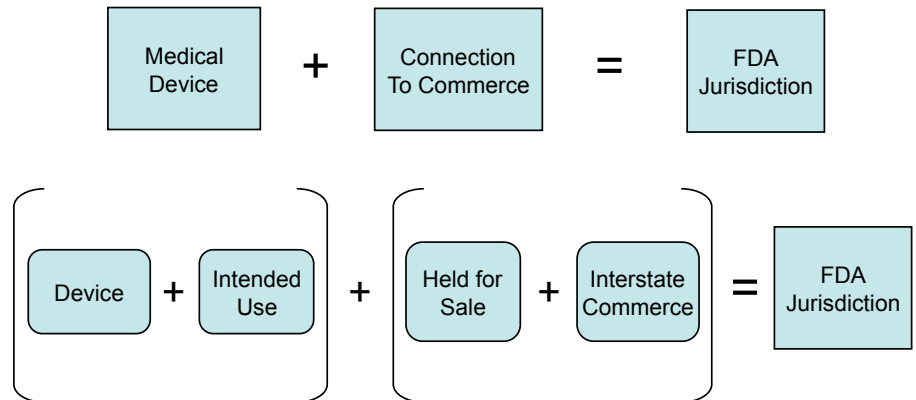 Medical
Device
+
Connection
To Commerce
=
FDA
Jurisdiction
Device
+
Intended
Use
+
Held for
Sale
+
Interstate
Commerce
=
FDA
Jurisdiction